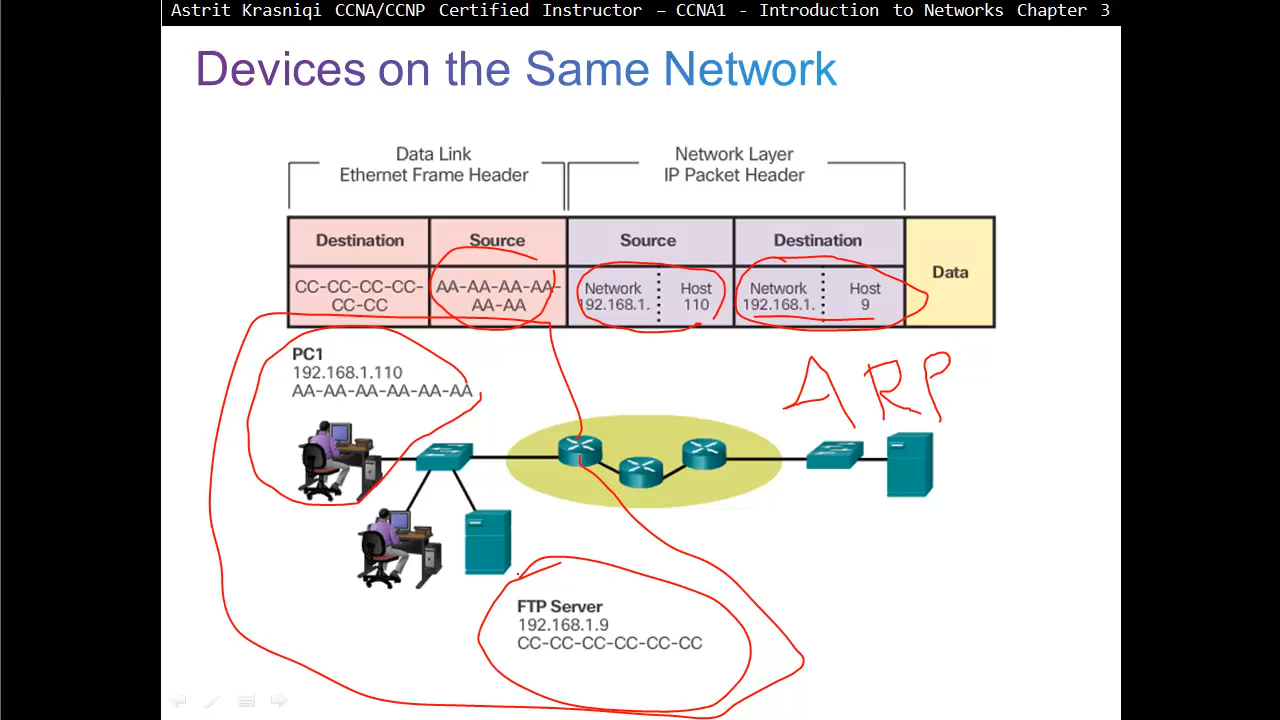 Astrit Krasniqi CCNA/CCNP Certified Instructor – CCNA1 - Introduction to Networks Chapter 3
Devices on the Same Network
Data Link
Ethernet Frame Header
Network Layer
IP Packet Header
Destination
Source
Source
Destination
Data
CC-CC-CC-CC-
CC-CC
AA-AA-AA-AA-
AA-AA
Network
192.168.1.
Host
110
Network
192.168.1.
Host
9
PC1
192.168.1.110
AA-AA-AA-AA-AA-AA
ARP
FTP Server
192.168.1.9
CC-CC-CC-CC-CC-CC